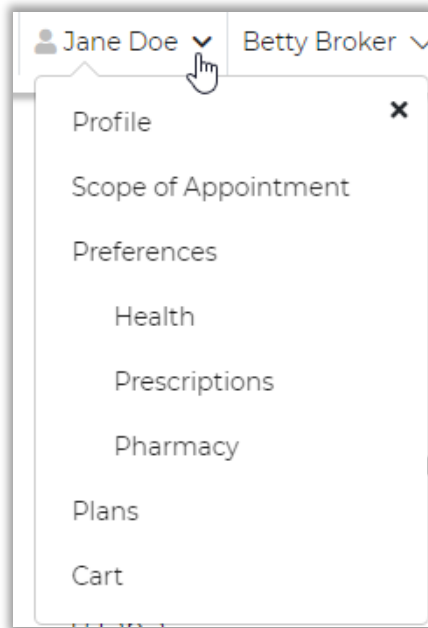 Jane Doe Betty Broker
Profile
Scope of Appointment
Preferences
Health
Prescriptions
Pharmacy
Plans
Cart